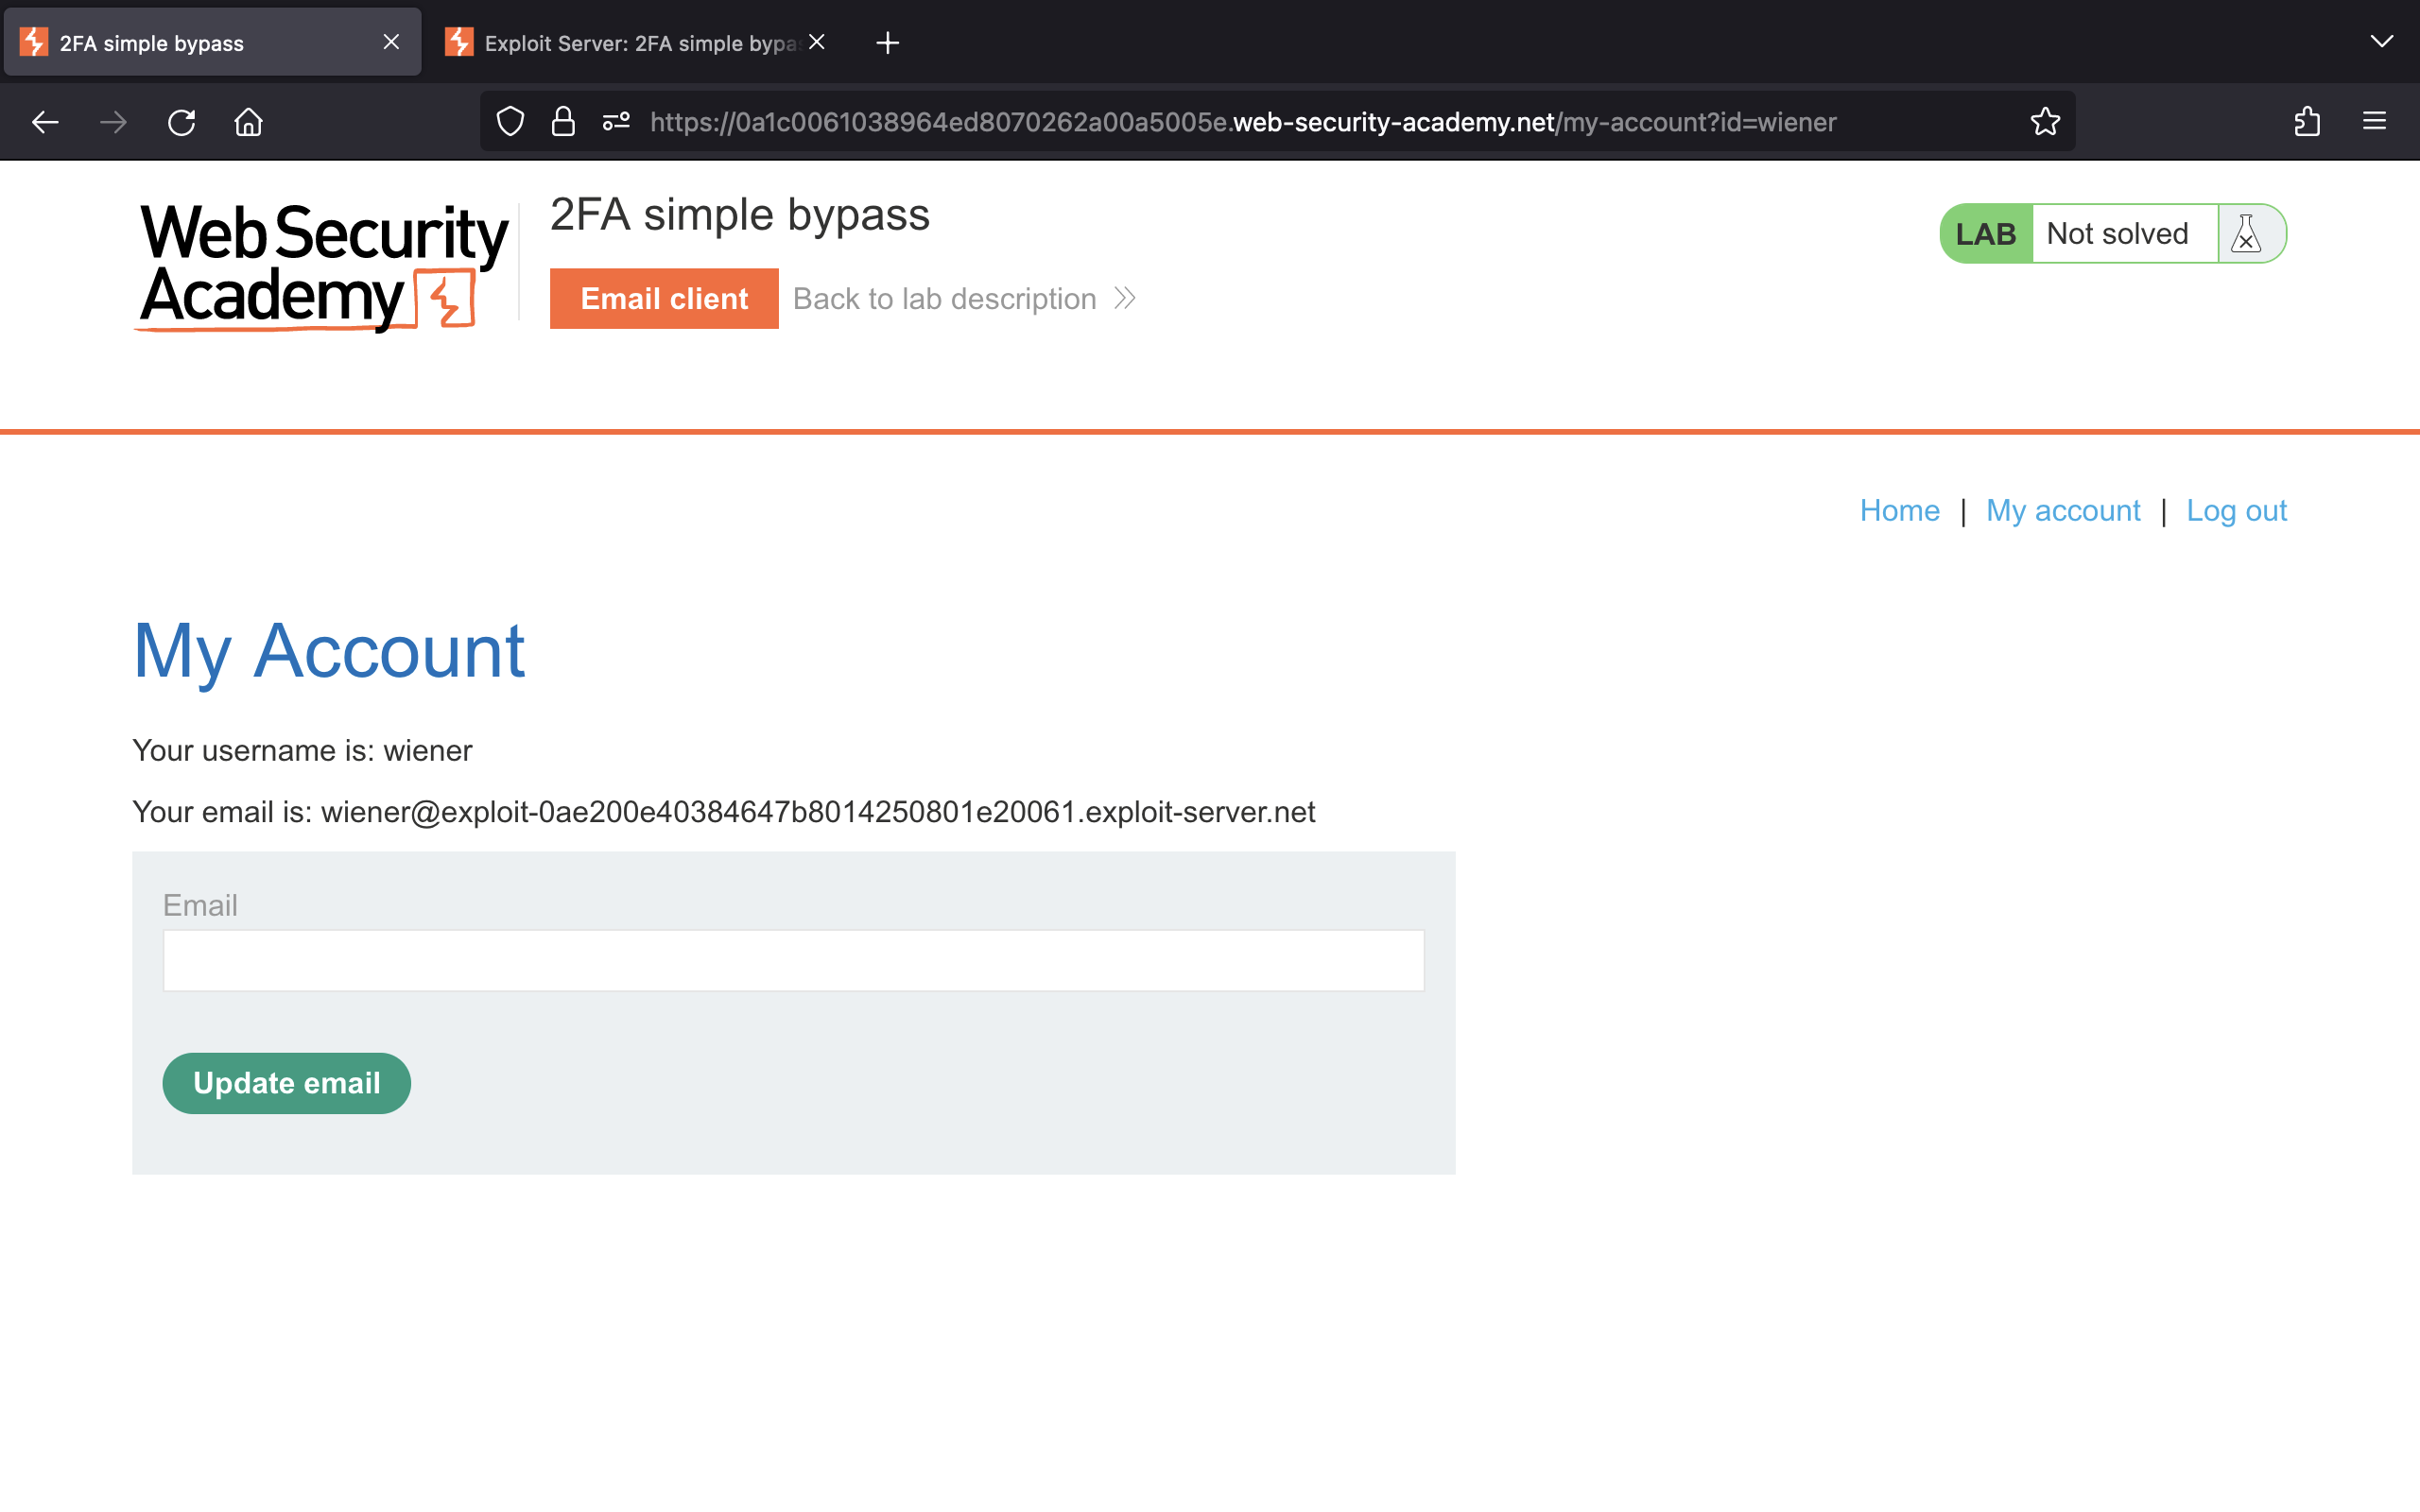 2FA simple bypass
Exploit Server: 2FA simple bypa
https://0a1c0061038964ed8070262a00a5005e.web-security-academy.net/my-account?id=wiener
Web Security
Academy
2FA simple bypass
Email client
Back to lab description
LAB
Not solved
Home | My account | Log out
My Account
Your username is: wiener
Your email is: wiener@exploit-0ae200e40384647b8014250801e20061.exploit-server.net
Email
Update email